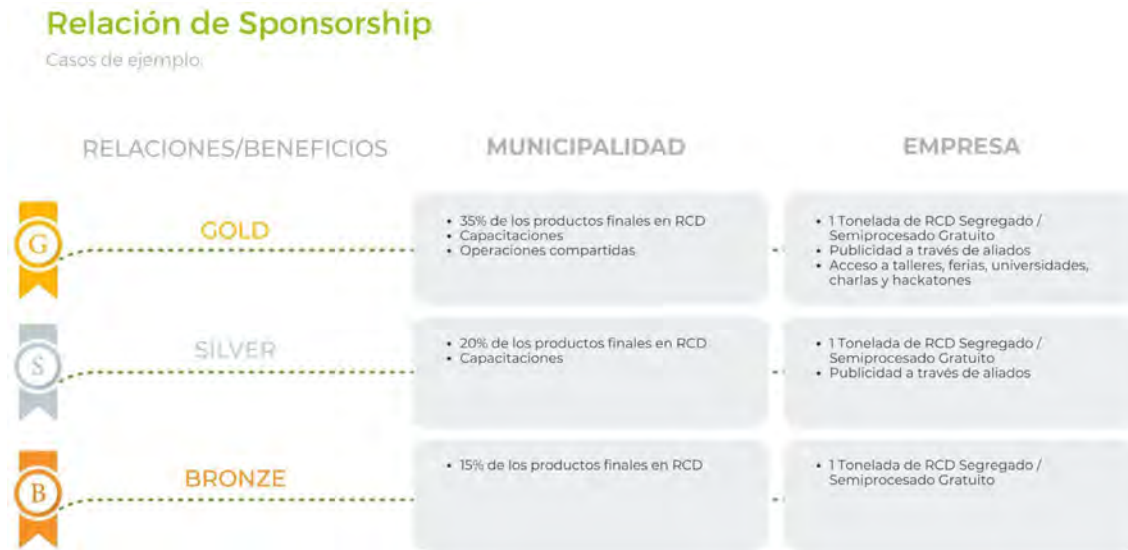 Relación de Sponsorship
Casos de ejemplo:
RELACIONES/BENEFICIOS
MUNICIPALIDAD
EMPRESA
G
GOLD
• 35% de los productos finales en RCD
• Capacitaciones
• Operaciones compartidas
• 1 Tonelada de RCD Segregado /
Semiprocesado Gratuito
• Publicidad a través de aliados
• Acceso a talleres, ferias, universidades,
charlas y hackatones
S
SILVER
• 20% de los productos finales en RCD
• Capacitaciones
• 1 Tonelada de RCD Segregado /
Semiprocesado Gratuito
• Publicidad a través de aliados
B
BRONZE
• 15% de los productos finales en RCD
• 1 Tonelada de RCD Segregado /
Semiprocesado Gratuito